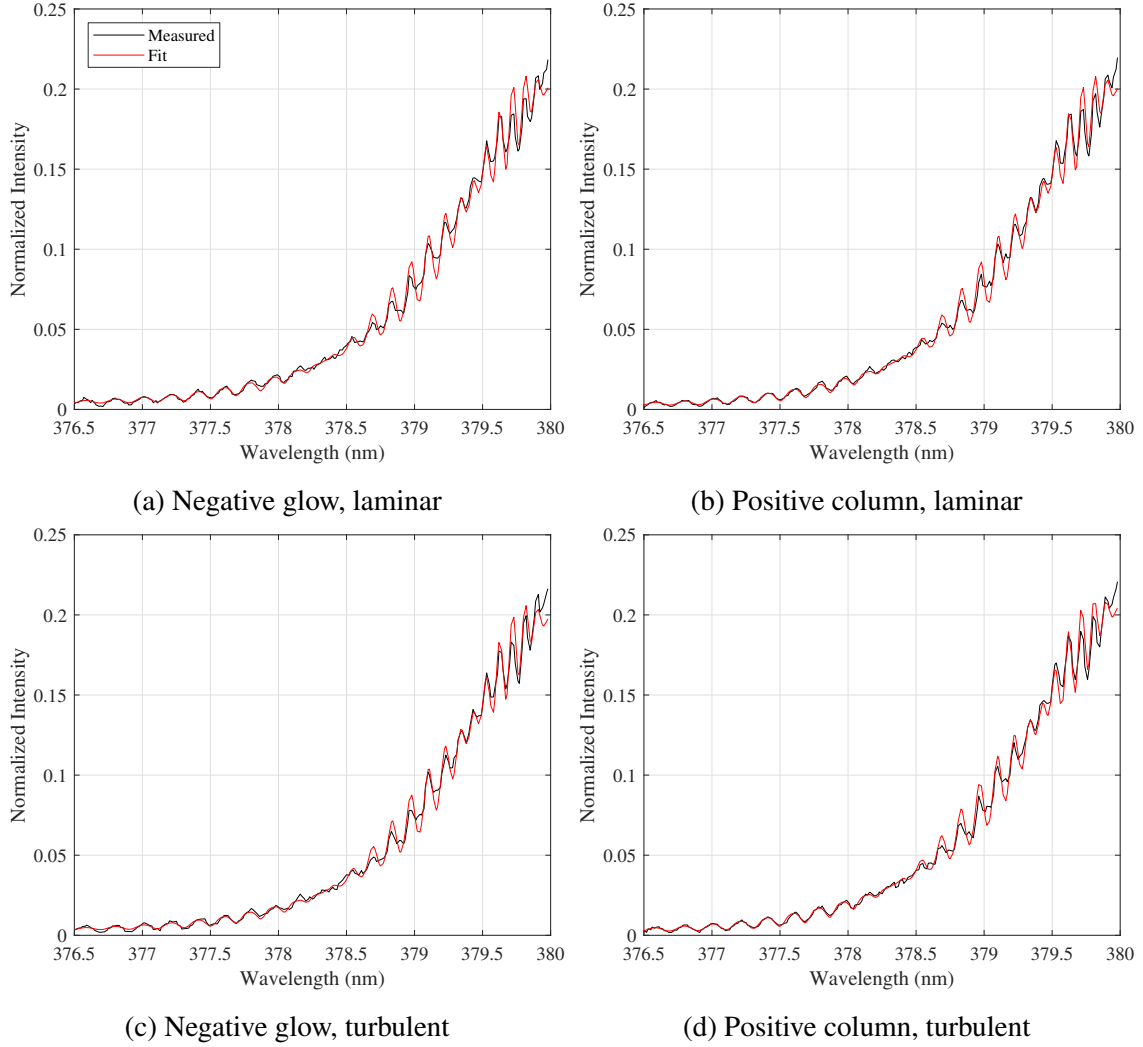 Measured
Fit
0.25
0.2
0.15
0.1
0.05
0
Normalized Intensity
376.5 377 377.5 378 378.5 379 379.5 380
Wavelength (nm)
(a) Negative glow, laminar
0.25
0.2
0.15
0.1
0.05
0
Normalized Intensity
376.5 377 377.5 378 378.5 379 379.5 380
Wavelength (nm)
(b) Positive column, laminar
0.25
0.2
0.15
0.1
0.05
0
Normalized Intensity
376.5 377 377.5 378 378.5 379 379.5 380
Wavelength (nm)
(c) Negative glow, turbulent
0.25
0.2
0.15
0.1
0.05
0
Normalized Intensity
376.5 377 377.5 378 378.5 379 379.5 380
Wavelength (nm)
(d) Positive column, turbulent